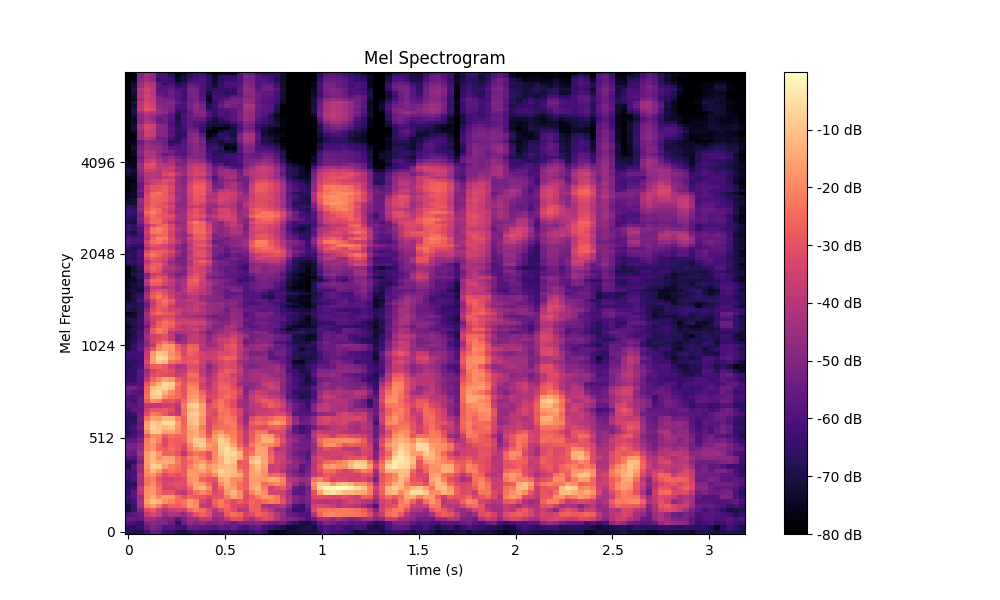 Mel Spectrogram
Mel Frequency
4096
2048
1024
512
0
0 0.5 1 1.5 2 2.5 3
Time (s)
-10 dB
-20 dB
-30 dB
-40 dB
-50 dB
-60 dB
-70 dB
-80 dB